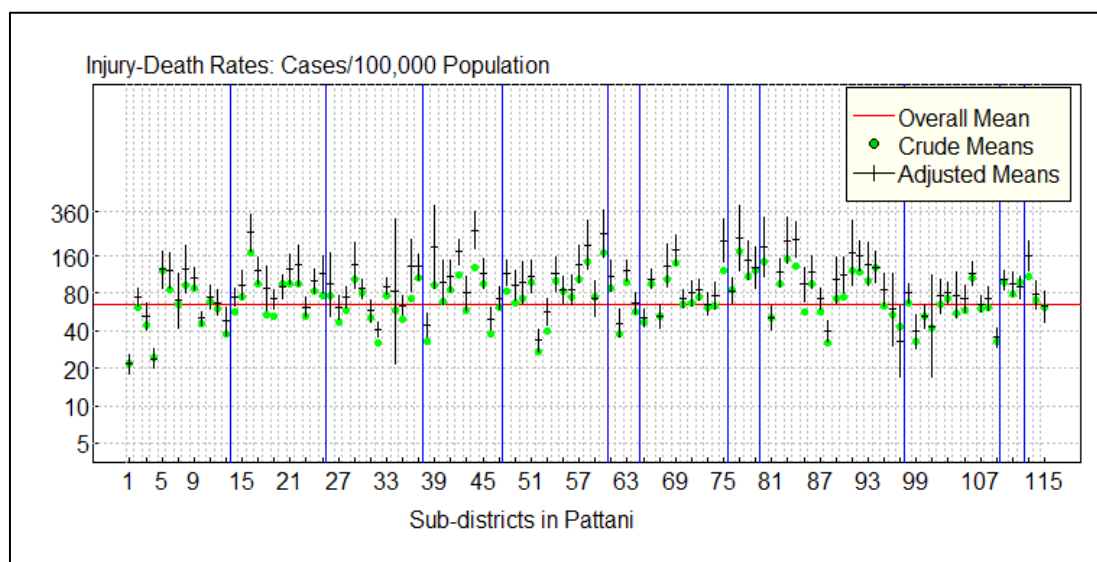 Injury-Death Rates: Cases/100,000 Population
Overall Mean
Crude Means
Adjusted Means
360
160
80
40
20
10
5
1 5 9 15 21 27 33 39 45 51 57 63 69 75 81 87 93 99 107 115
Sub-districts in Pattani